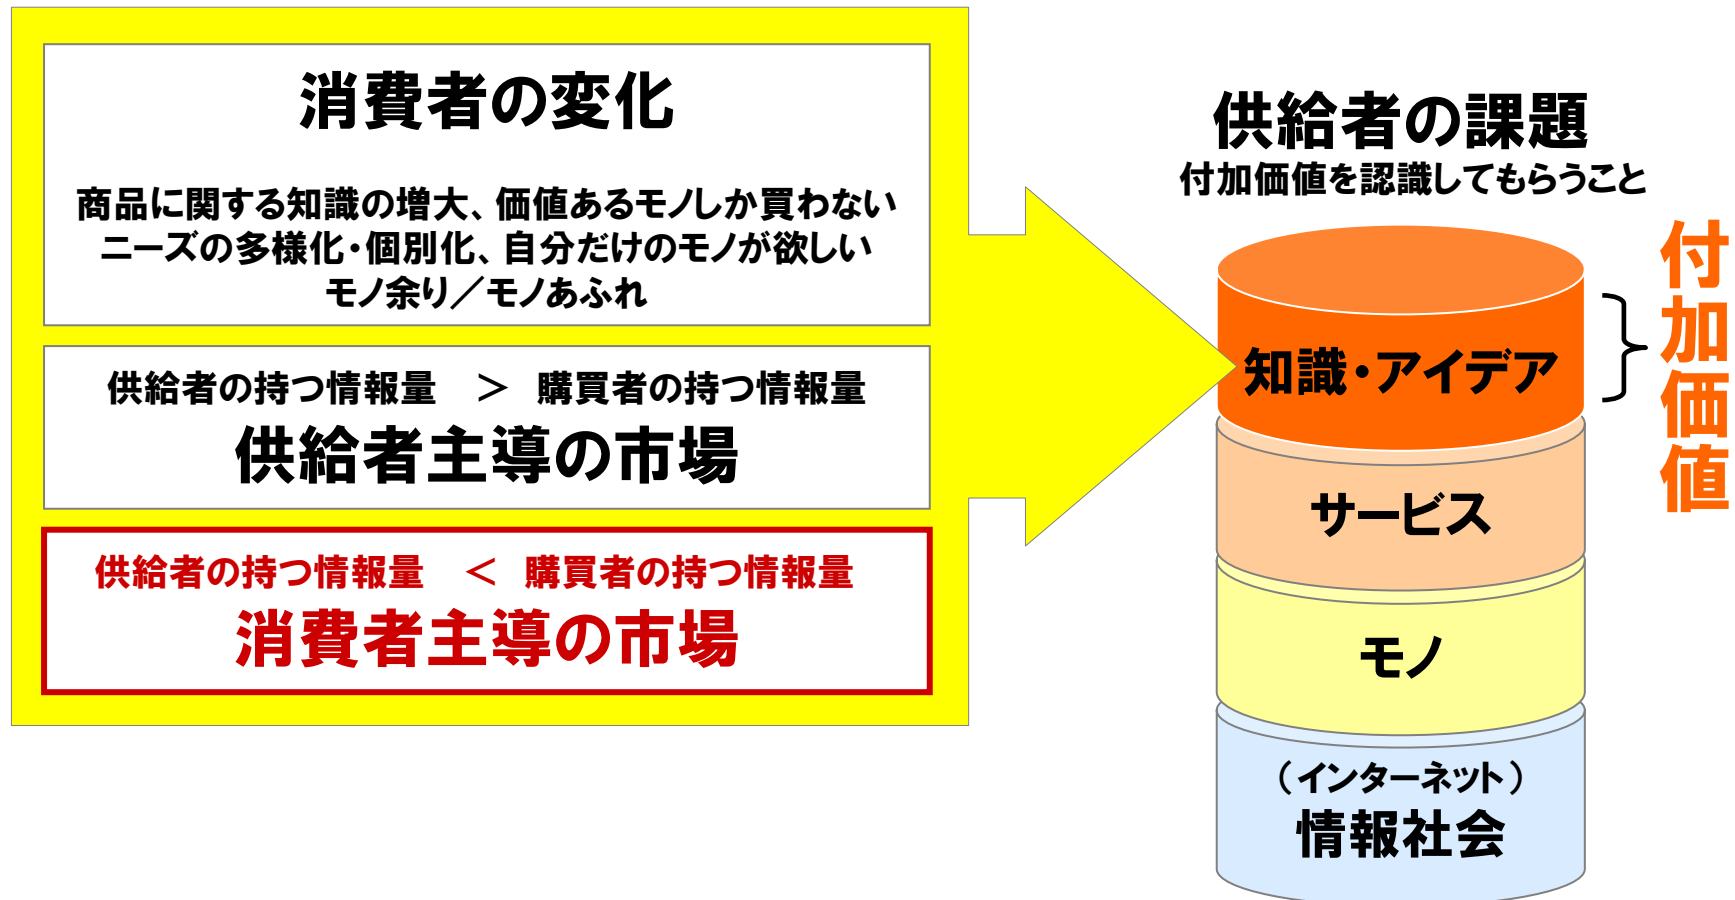 消費者の変化
商品に関する知識の増大、価値あるモノしか買わない
ニーズの多様化・個別化、自分だけのモノが欲しい
モノ余り／モノあふれ
供給者の持つ情報量　＞　購買者の持つ情報量
供給者主導の市場
供給者の持つ情報量　＜　購買者の持つ情報量
消費者主導の市場
供給者の課題
付加価値を認識してもらうこと
知識・アイデア
付加価値
サービス
モノ
（インターネット）
情報社会